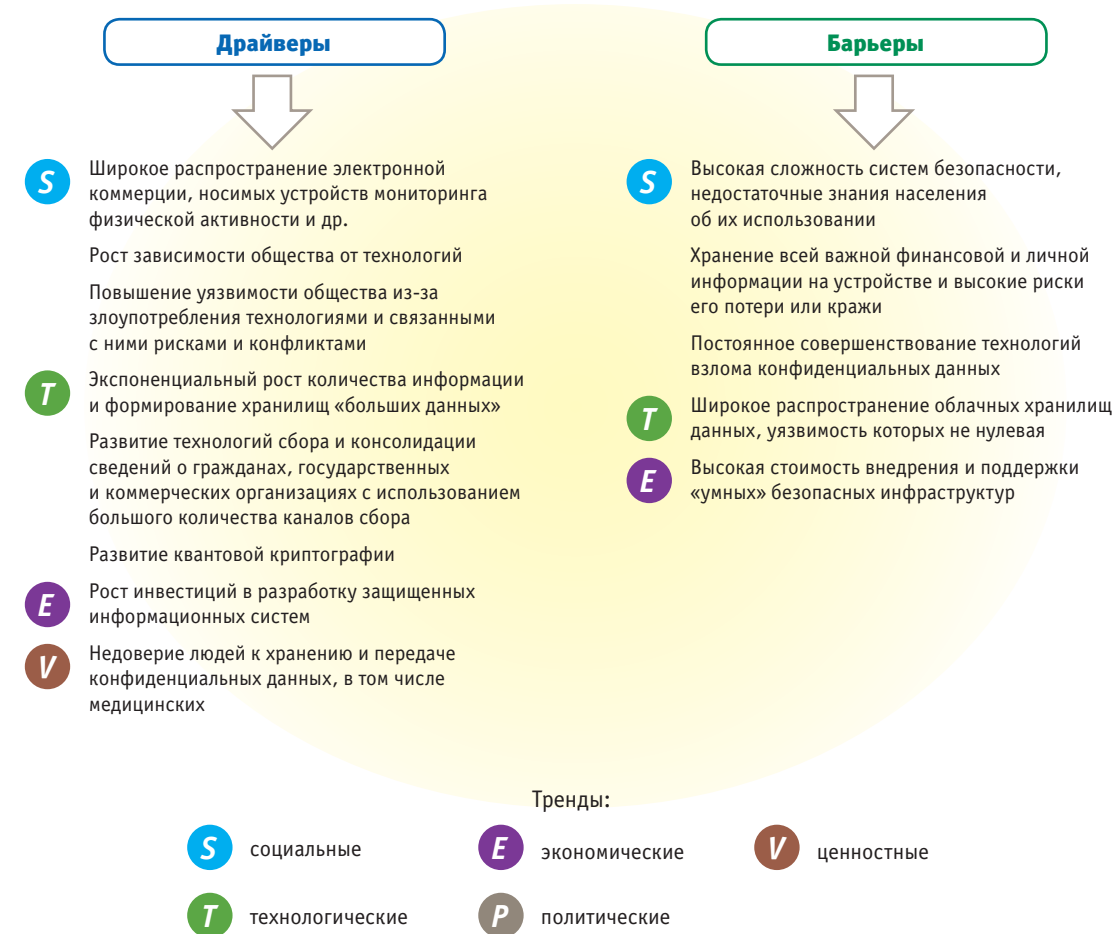 Драйверы
S
Широкое распространение электронной
коммерции, носимых устройств мониторинга
физической активности и др.
Рост зависимости общества от технологий
Повышение уязвимости общества из-за
злоупотребления технологиями и связанными
с ними рисками и конфликтами
T
Экспоненциальный рост количества информации
и формирование хранилищ «больших данных»
Развитие технологий сбора и консолидации
сведений о гражданах, государственных
и коммерческих организациях с использованием
большого количества каналов сбора
Развитие квантовой криптографии
E
Рост инвестиций в разработку защищенных
информационных систем
V
Недоверие людей к хранению и передаче
конфиденциальных данных, в том числе
медицинских
Барьеры
S
Высокая сложность систем безопасности,
недостаточные знания населения
об их использовании
Хранение всей важной финансовой и личной
информации на устройстве и высокие риски
его потери или кражи
Постоянное совершенствование технологий
взлома конфиденциальных данных
T
Широкое распространение облачных хранилищ
данных, уязвимость которых не нулевая
E
Высокая стоимость внедрения и поддержки
«умных» безопасных инфраструктур
Тренды:
S социальные
E экономические
V ценностные
T технологические
P политические